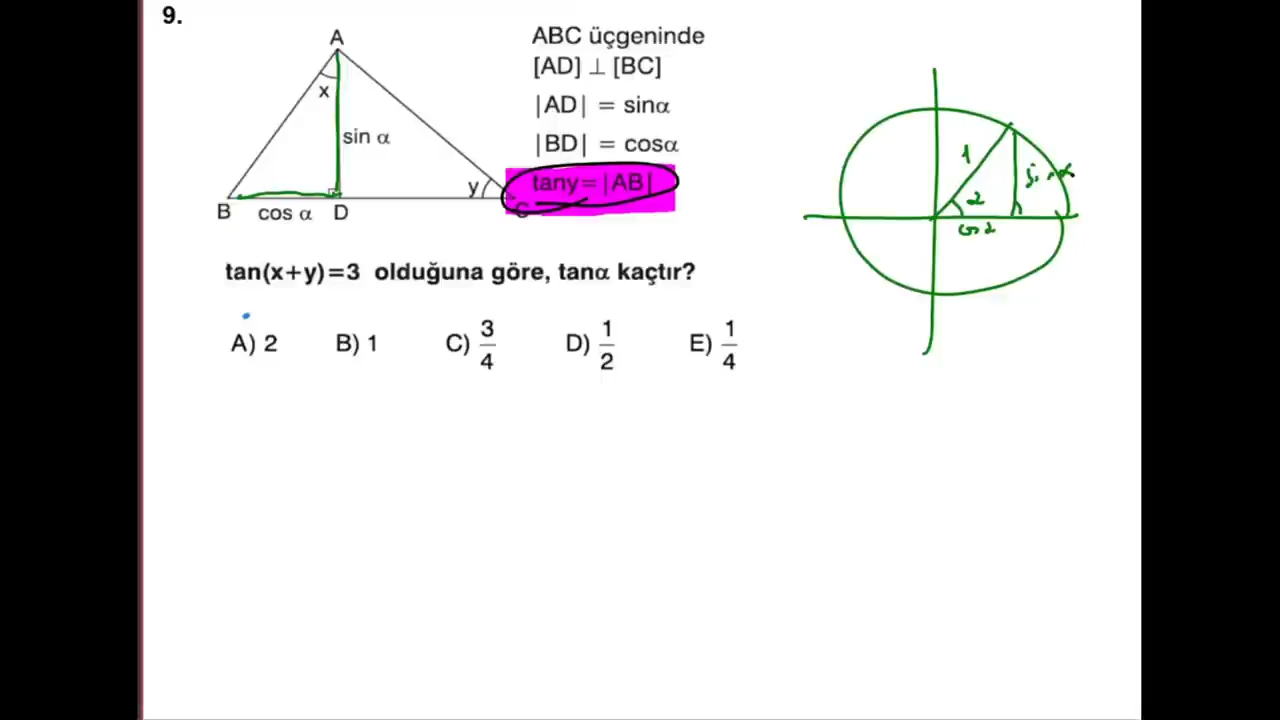 9.
A
x
sin α
B
cos α
D
y
C
ABC üçgeninde
[AD] ⊥ [BC]
|AD| = sinα
|BD| = cosα
tany = |AB|
1
2
tan(x+y)=3 olduğuna göre, tanα kaçtır?
A) 2 B) 1 C) 3/4 D) 1/2 E) 1/4